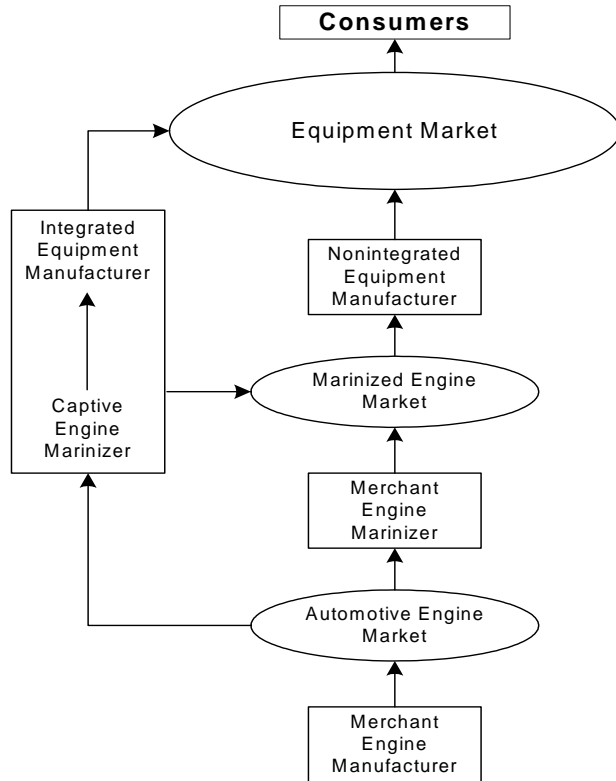 Consumers
Equipment Market
Integrated
Equipment
Manufacturer
Nonintegrated
Equipment
Manufacturer
Marinized Engine
Market
Captive
Engine
Marinizer
Merchant
Engine
Marinizer
Automotive Engine
Market
Merchant
Engine
Manufacturer